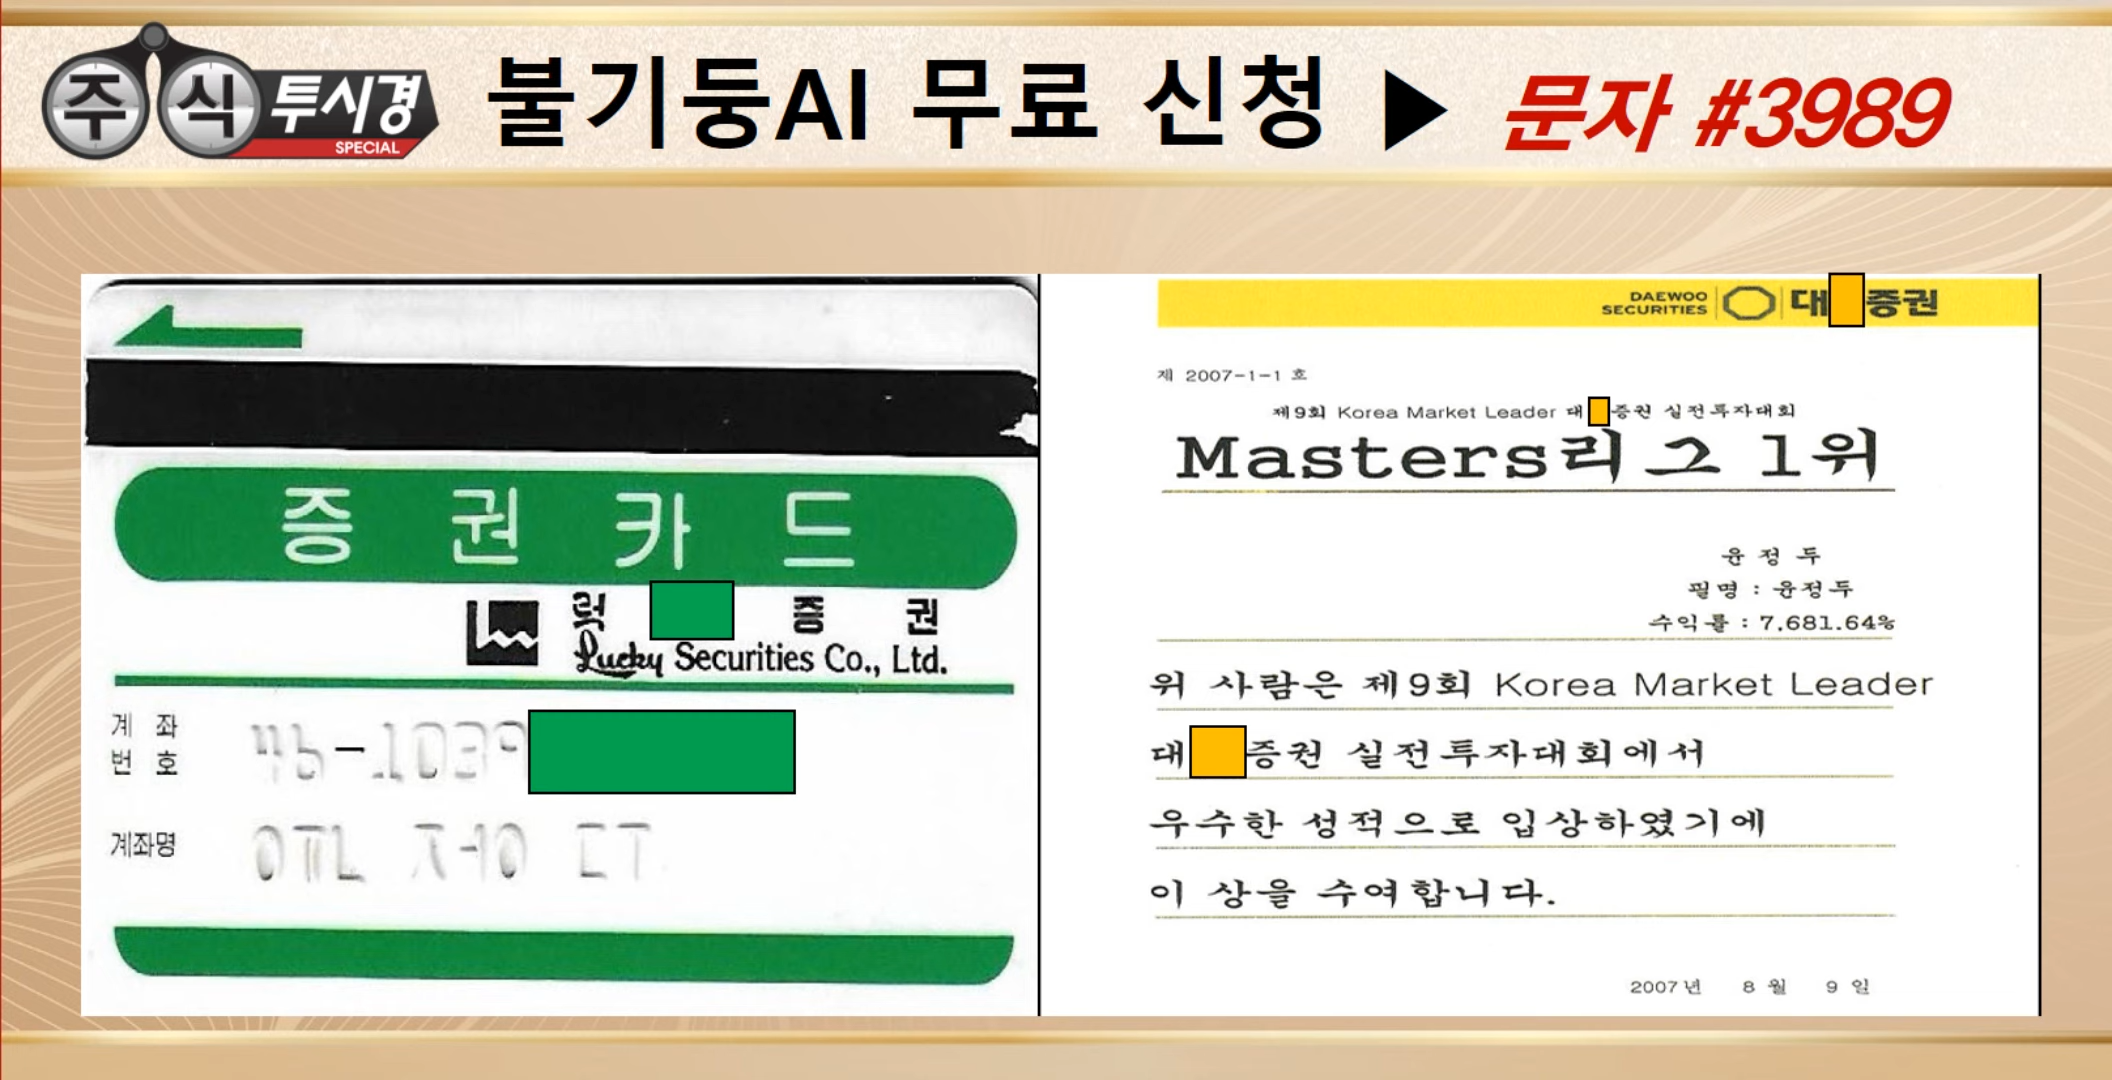 주식투시경
SPECIAL
불기둥AI 무료 신청 ▶ 문자 #3989
증권카드
럭 증권
Lucky Securities Co., Ltd.
계좌
번호
46-1039
계좌명
윤 정 두
DAEWOO
SECURITIES
대 증권
제 2007-1-1 호
제9회 Korea Market Leader 대 증권 실전투자대회
Masters리그 1위
윤 정 두
필명 : 윤정두
수익률 : 7,681.64%
위 사람은 제9회 Korea Market Leader
대 증권 실전투자대회에서
우수한 성적으로 입상하였기에
이 상을 수여합니다.
2007년 8월 9일